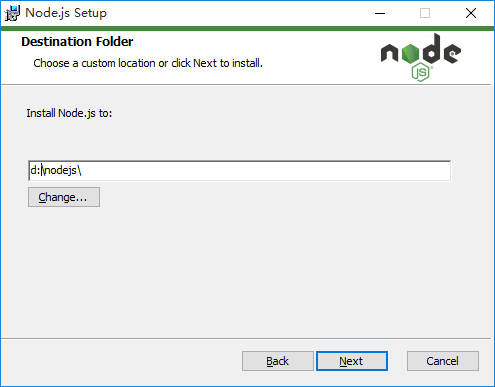 Node.js Setup
Destination Folder
Choose a custom location or click Next to install.
node
JS
Install Node.js to:
d:\nodejs\
Change...
Back
Next
Cancel